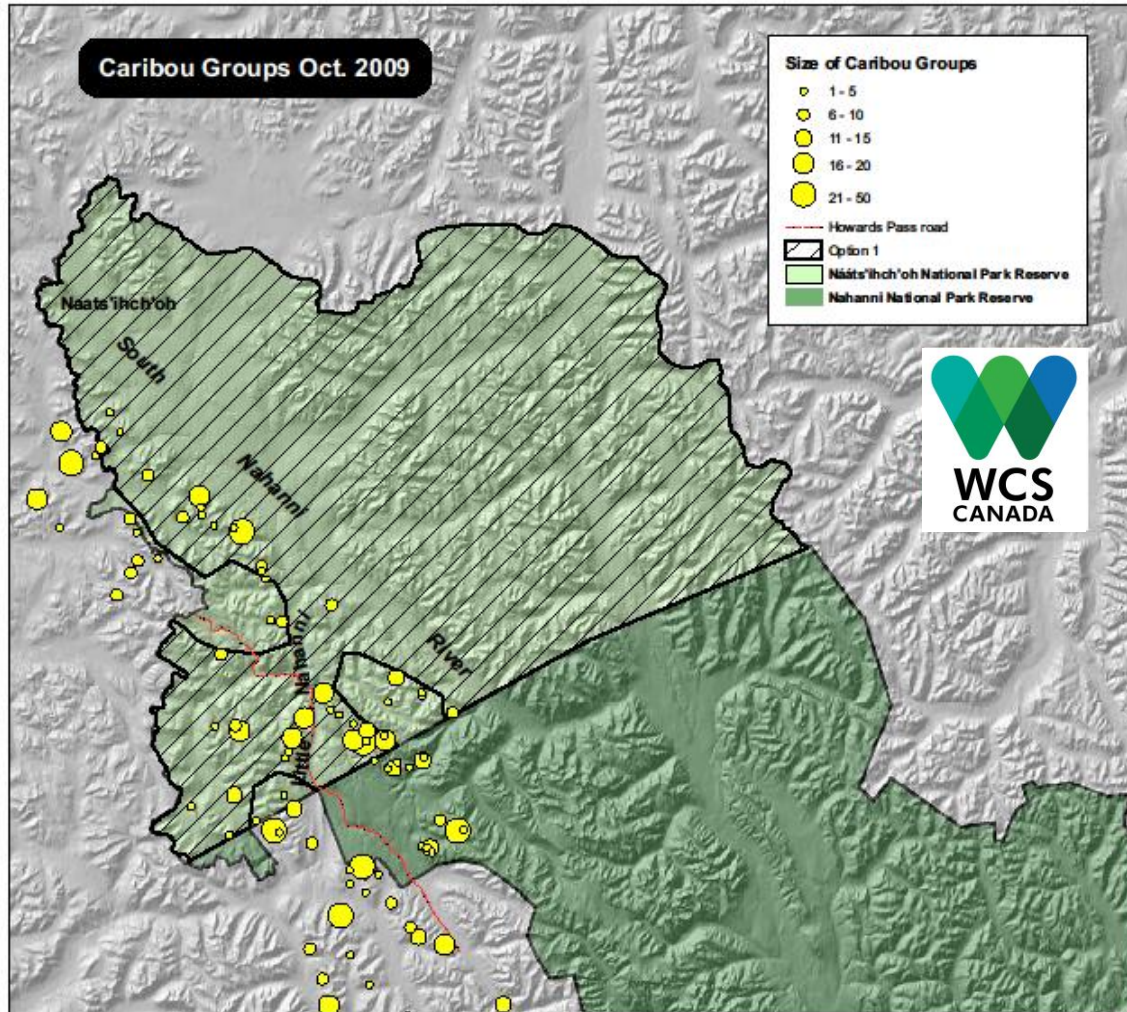 Caribou Groups Oct. 2009
Size of Caribou Groups
1 - 5
6 - 10
11 - 15
16 - 20
21 - 50
Howards Pass road
Option 1
Nááts'ihch'oh National Park Reserve
Nahanni National Park Reserve
WCS
CANADA
Naats'ihch'oh
South
Nahanni
River
Little
Nahanni